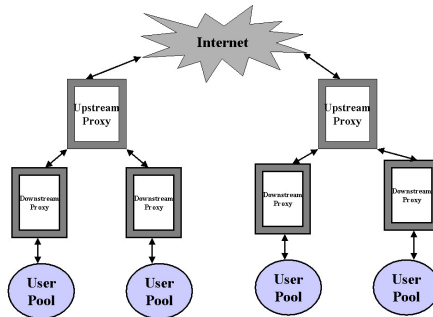 Internet
Upstream
Proxy
Upstream
Proxy
Downstream
Proxy
Downstream
Proxy
Downstream
Proxy
Downstream
Proxy
User
Pool
User
Pool
User
Pool
User
Pool